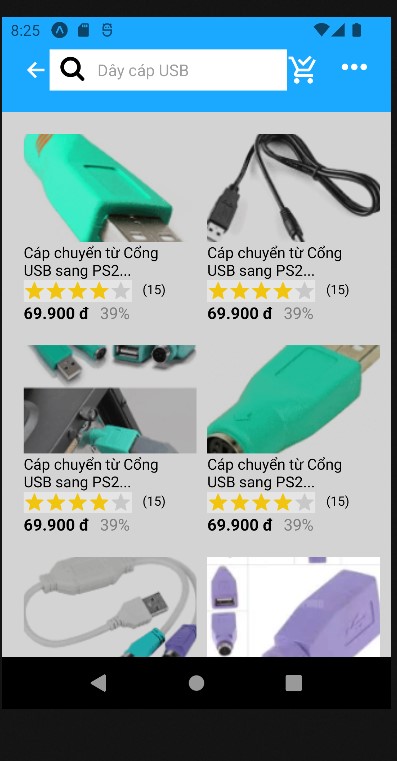 8:25
Dây cáp USB
Cáp chuyển từ Cổng
USB sang PS2...
(15)
69.900 đ 39%
Cáp chuyển từ Cổng
USB sang PS2...
(15)
69.900 đ 39%
Cáp chuyển từ Cổng
USB sang PS2...
(15)
69.900 đ 39%
Cáp chuyển từ Cổng
USB sang PS2...
(15)
69.900 đ 39%